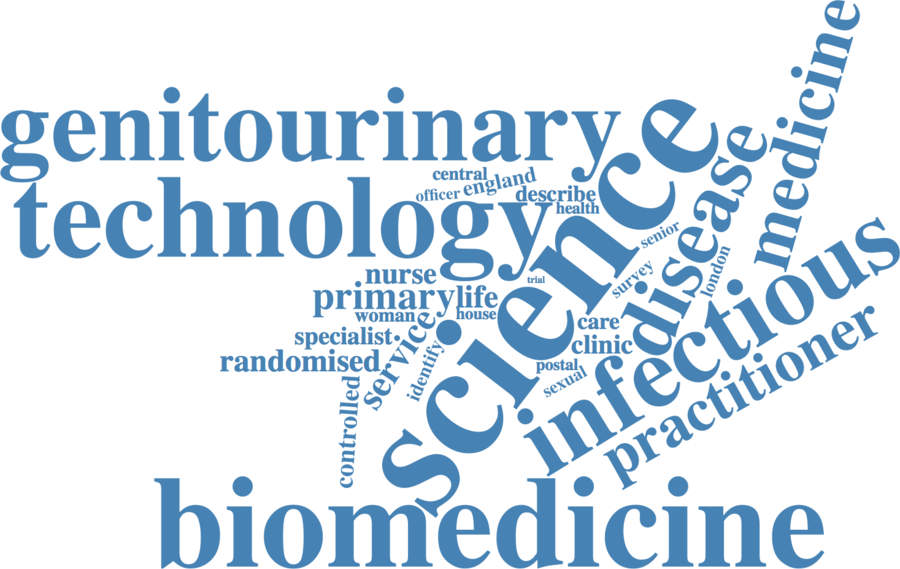 medicine
genitourinary
science
disease
central
england
officer
describe
health
technology
senior
infectious
london
survey
nurse
trial
primary
life
woman
house
care
specialist
service
clinic
randomised
identify
postal
sexual
practitioner
controlled
biomedicine